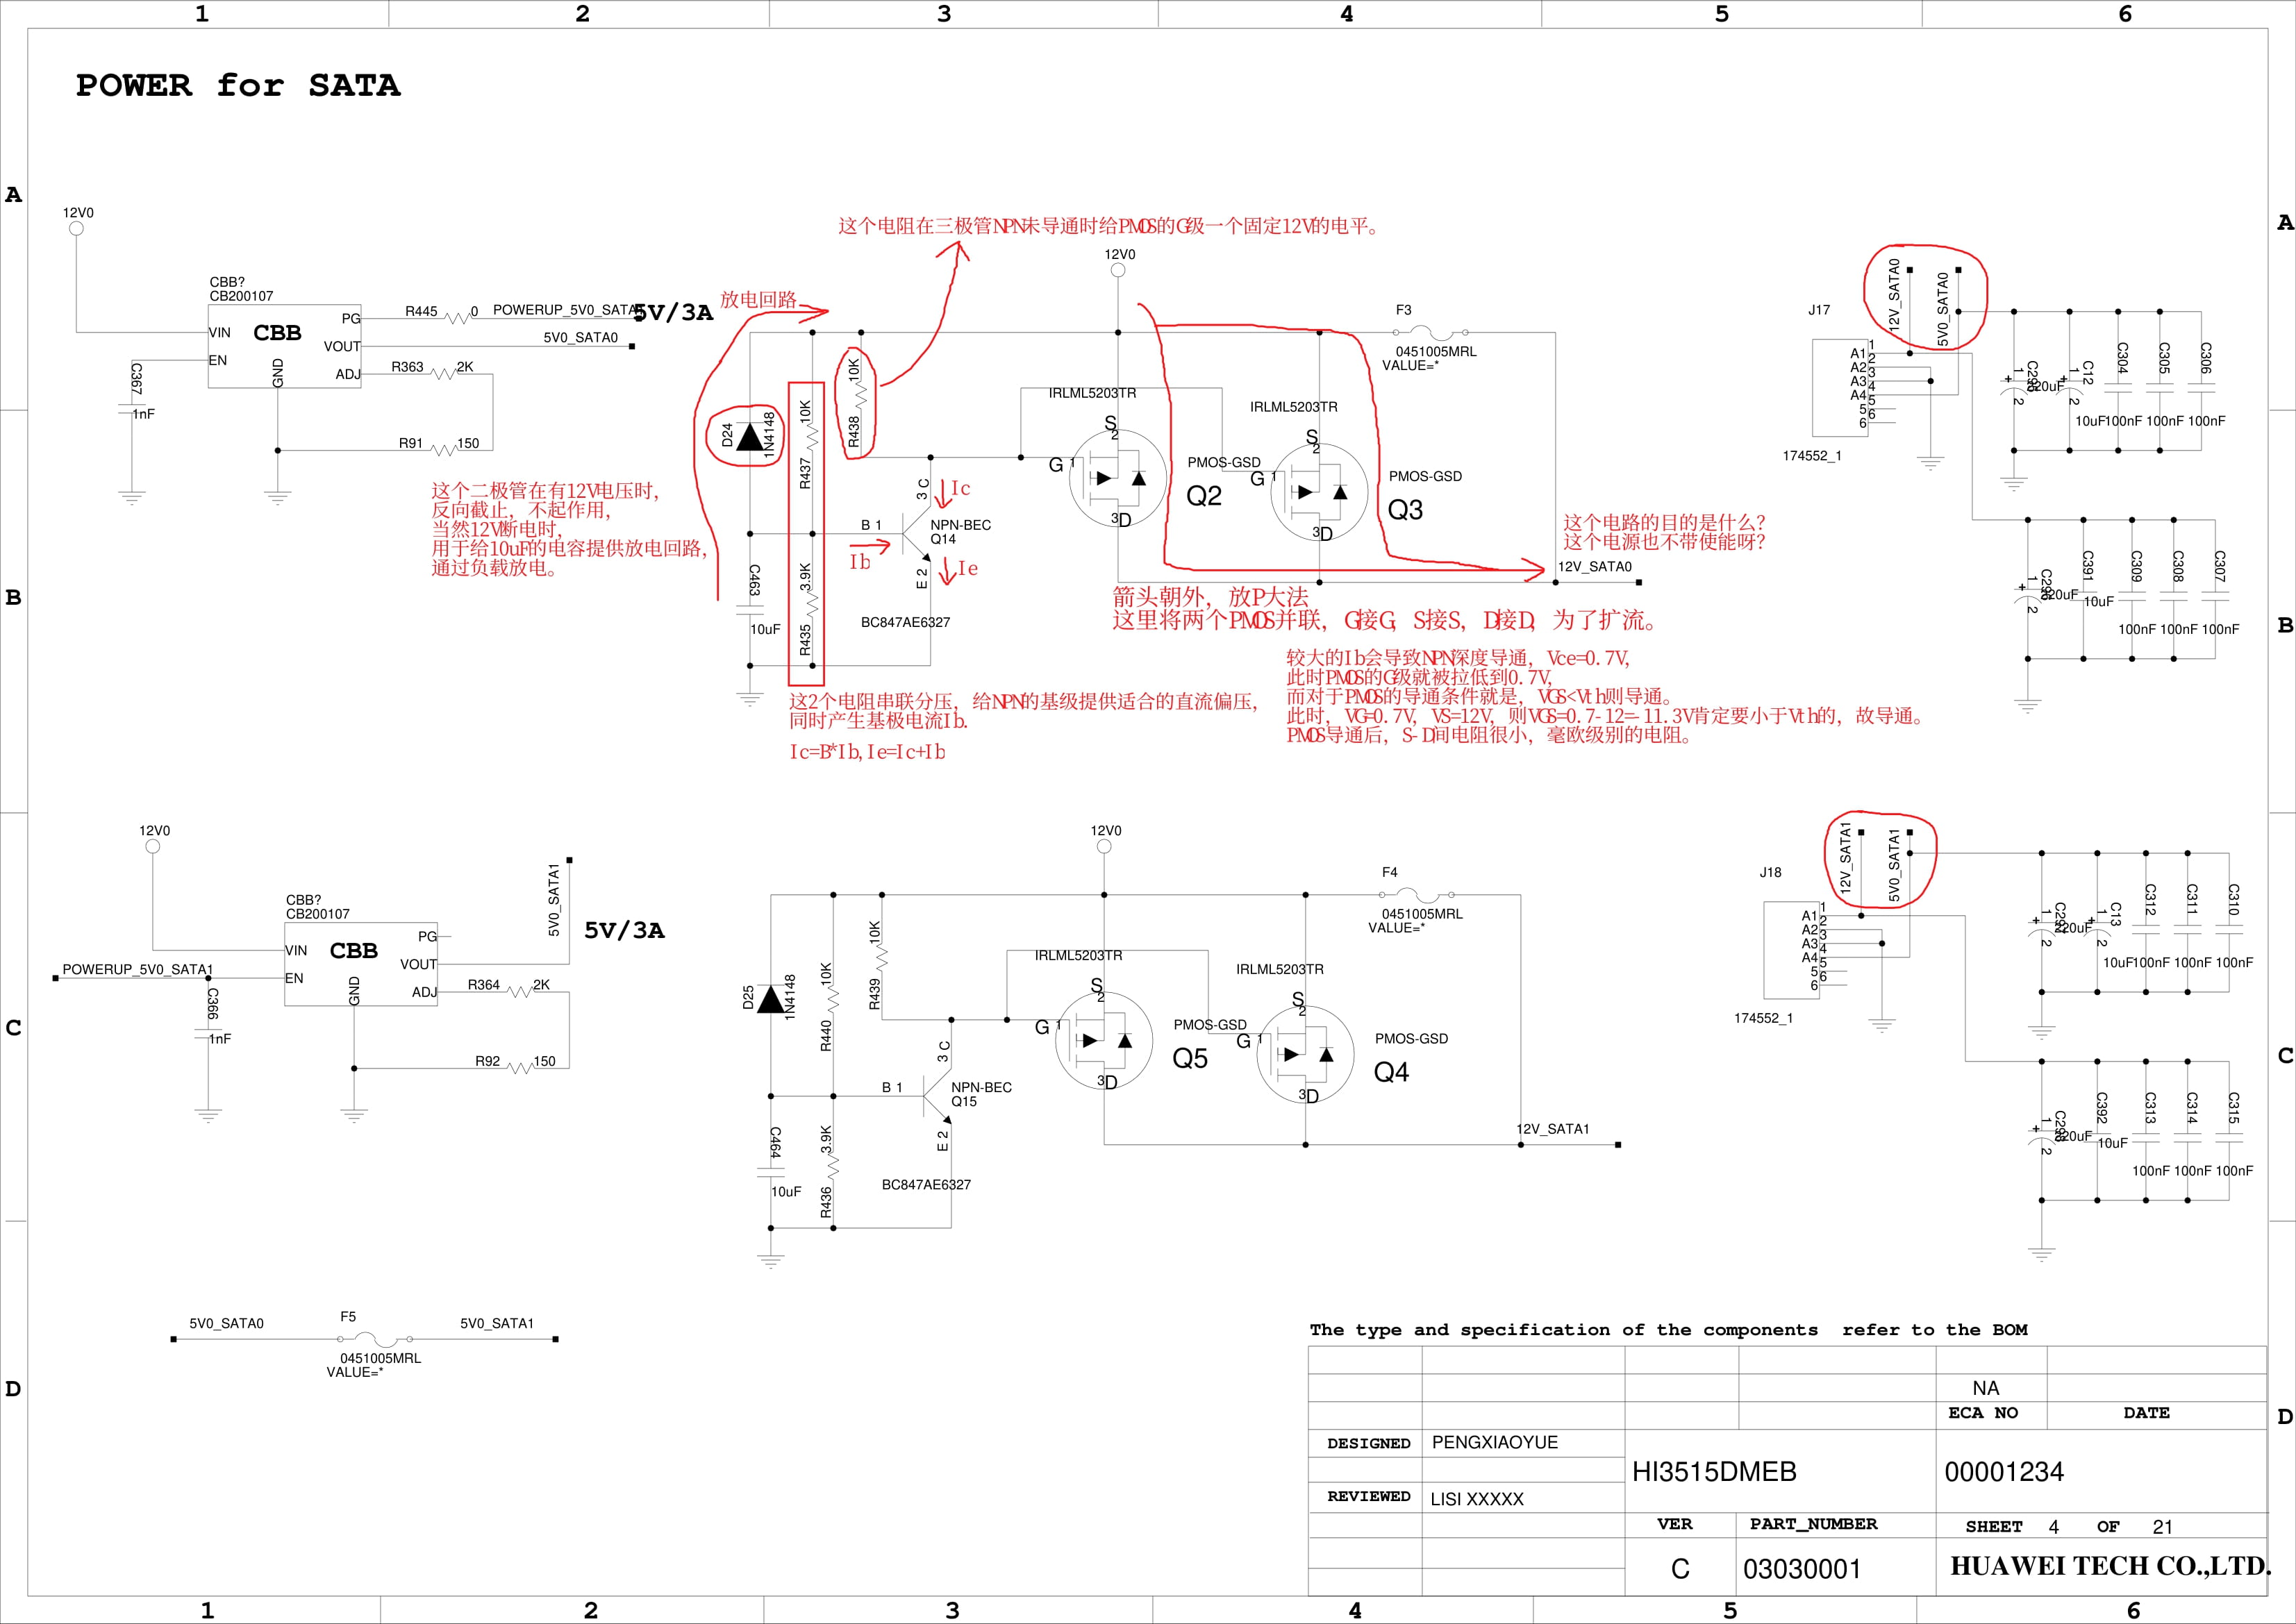 1 2 3 4 5 6
POWER for SATA
A
A
B
B
C
C
D
D
12V0
CBB?
CB200107
VIN
CBB
PG
VOUT
EN
GND
ADJ
C367
1nF
R445
0
POWERUP_5V0_SATA1
5V/3A
5V0_SATA0
R363
2K
R91
150
放电回路
这个电阻在三极管NPN未导通时给PMOS的G级一个固定12V的电平。
D24
1N4148
10K
R437
10K
R438
这个二极管在有12V电压时,
反向截止，不起作用,
当然12V断电时,
用于给10uF的电容提供放电回路,
通过负载放电。
C463
10uF
3.9K
R435
B 1
3 C
E 2
Ic
Ib
Ie
NPN-BEC
Q14
BC847AE6327
这2个电阻串联分压，给NPN的基级提供适合的直流偏压,
同时产生基极电流Ib.
Ic=B*Ib,Ie=Ic+Ib
12V0
IRLML5203TR
S
2
G 1
3D
PMOS-GSD
Q2
IRLML5203TR
S
2
G 1
3D
PMOS-GSD
Q3
F3
0451005MRL
VALUE=*
这个电路的目的是什么?
这个电源也不带使能呀?
12V_SATA0
箭头朝外，放P大法
这里将两个PMOS并联，G接G，S接S，D接D，为了扩流。
较大的Ib会导致NPN深度导通，Vce=0.7V,
此时PMOS的G级就被拉低到0.7V,
而对于PMOS的导通条件就是，VGS<Vth则导通。
此时，VG=0.7V，VS=12V，则VGS=0.7-12=-11.3V肯定要小于Vth的，故导通。
PMOS导通后，S-D间电阻很小，毫欧级别的电阻。
12V_SATA0
5V0_SATA0
J17
A1
A2
A3
A4
5
6
1
2
3
4
5
6
174552_1
+
1
2
220uF
+
1
2
C12
C304
C305
C306
10uF
100nF
100nF
100nF
+
1
2
220uF
C391
10uF
C309
C308
C307
100nF
100nF
100nF
12V0
CBB?
CB200107
VIN
CBB
PG
VOUT
EN
GND
ADJ
POWERUP_5V0_SATA1
C366
1nF
5V0_SATA1
5V/3A
R364
2K
R92
150
D25
1N4148
10K
R440
10K
R439
C464
10uF
3.9K
R436
B 1
3 C
E 2
NPN-BEC
Q15
BC847AE6327
12V0
IRLML5203TR
S
2
G 1
3D
PMOS-GSD
Q5
IRLML5203TR
S
2
G 1
3D
PMOS-GSD
Q4
F4
0451005MRL
VALUE=*
12V_SATA1
12V_SATA1
5V0_SATA1
J18
A1
A2
A3
A4
5
6
1
2
3
4
5
6
174552_1
+
1
2
220uF
+
1
2
C13
C312
C311
C310
10uF
100nF
100nF
100nF
+
1
2
220uF
C392
10uF
C313
C314
C315
100nF
100nF
100nF
5V0_SATA0
F5
5V0_SATA1
0451005MRL
VALUE=*
The type and specification of the components refer to the BOM
NA
ECA NO
DATE
DESIGNED
PENGXIAOYUE
HI3515DMEB
00001234
REVIEWED
LISI XXXXX
VER
PART_NUMBER
SHEET 4 OF 21
C
03030001
HUAWEI TECH CO.,LTD.
1 2 3 4 5 6